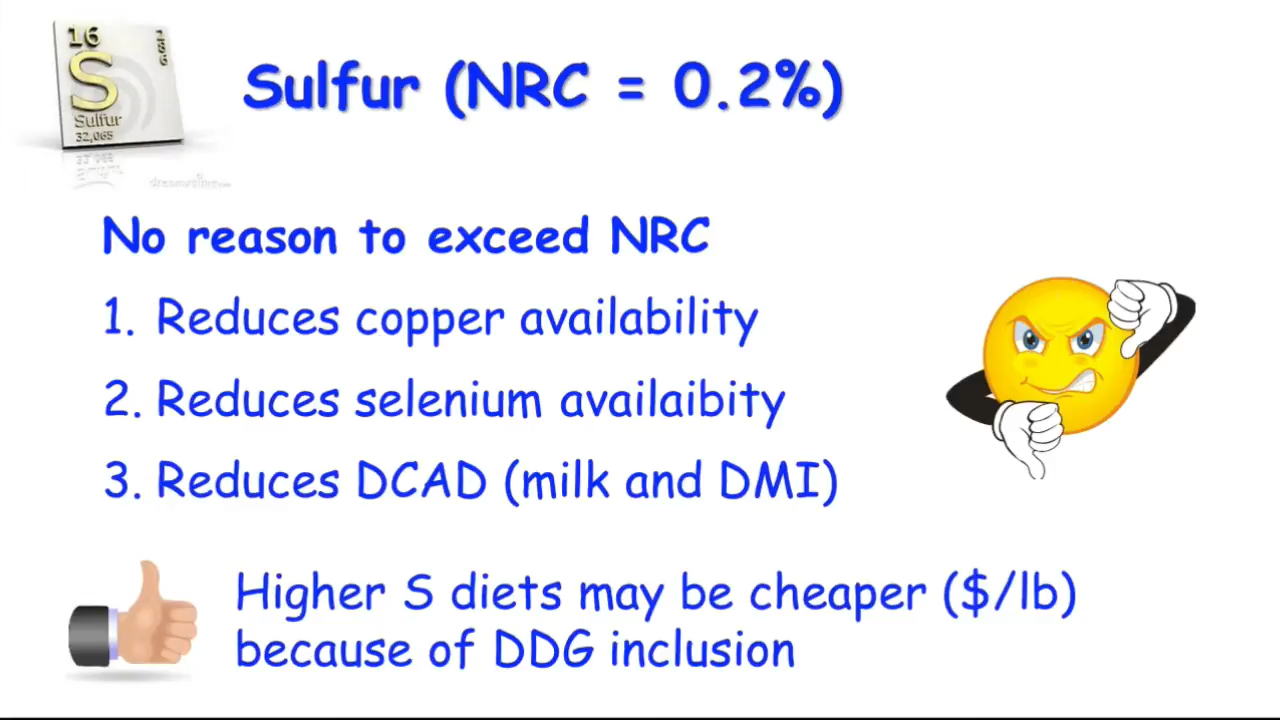 16
S
Sulfur
32,065
Sulfur (NRC = 0.2%)
No reason to exceed NRC
1. Reduces copper availability
2. Reduces selenium availaibity
3. Reduces DCAD (milk and DMI)
Higher S diets may be cheaper ($/lb)
because of DDG inclusion